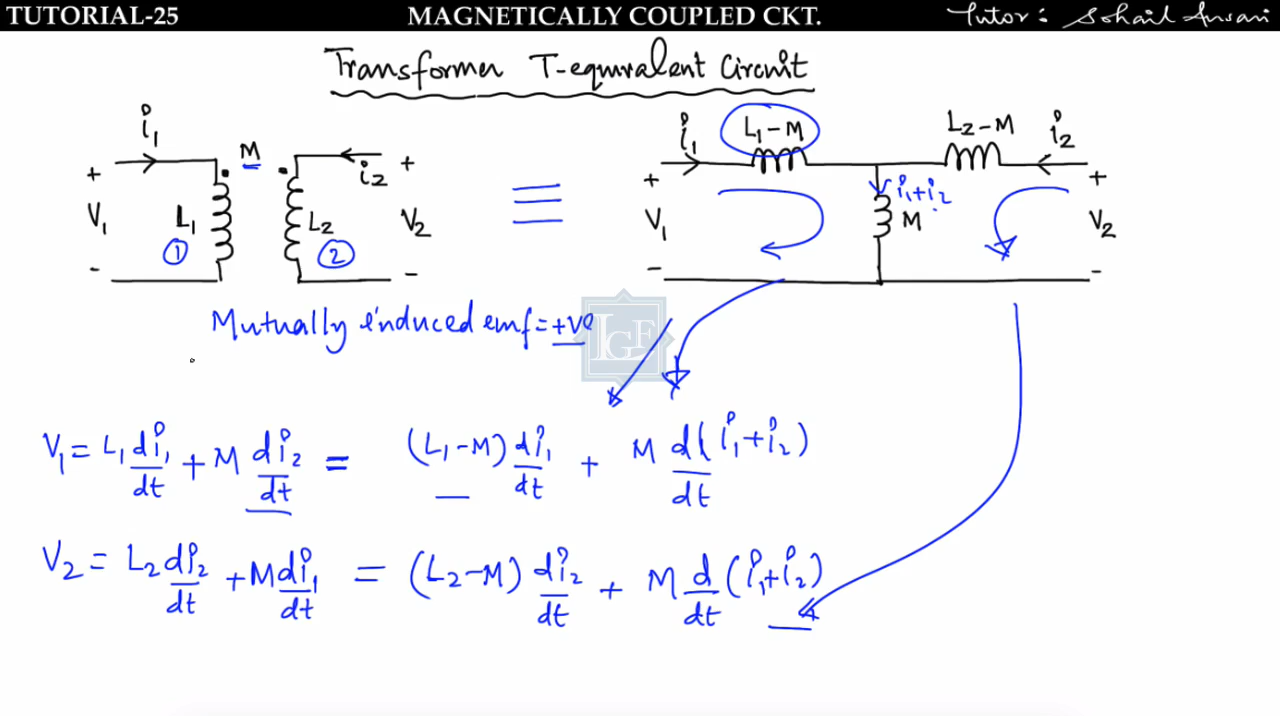 TUTORIAL-25 MAGNETICALLY COUPLED CKT. Tutor: Sohail Ansari
Transformer T-equivalent Circuit
i₁ M i₂
+ V₁ - L₁ ① L₂ ② + V₂ -
≡
i₁ L₁-M L₂-M i₂
+ V₁ - i₁+i₂ M + V₂ -
Mutually induced emf = +ve
IGF
V₁ = L₁ di₁/dt + M di₂/dt = (L₁-M) di₁/dt + M d(i₁+i₂)/dt
V₂ = L₂ di₂/dt + M di₁/dt = (L₂-M) di₂/dt + M d/dt (i₁+i₂)